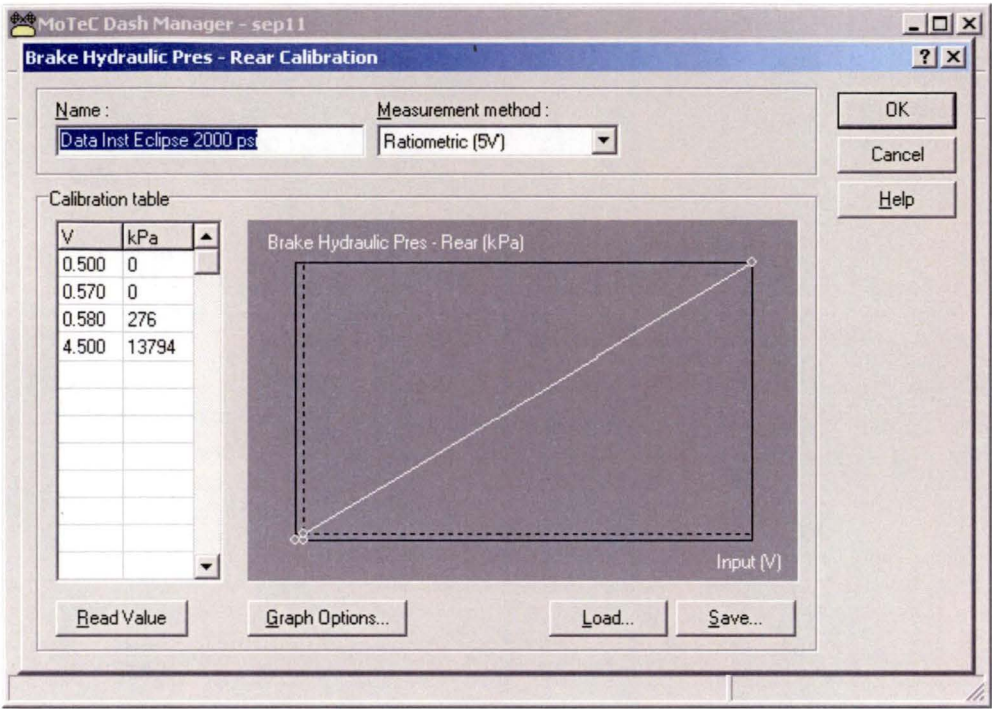 MoTeC Dash Manager - sep11
Brake Hydraulic Pres - Rear Calibration
Name :
Measurement method :
Data Inst Eclipse 2000 psi
Ratiometric (5V)
OK
Cancel
Help
Calibration table
V kPa
0.500 0
0.570 0
0.580 276
4.500 13794
Brake Hydraulic Pres - Rear (kPa)
Input (V)
Read Value
Graph Options...
Load...
Save...